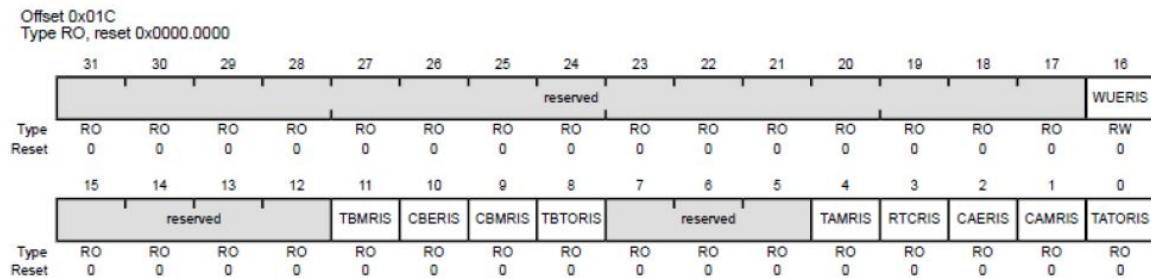 Offset 0x01C
Type RO, reset 0x0000.0000
31 30 29 28 27 26 25 24 23 22 21 20 19 18 17 16
reserved WUERIS
Type RO RO RO RO RO RO RO RO RO RO RO RO RO RO RO RW
Reset 0 0 0 0 0 0 0 0 0 0 0 0 0 0 0 0
15 14 13 12 11 10 9 8 7 6 5 4 3 2 1 0
reserved TBMRIS CBERIS CBMRIS TBTORIS reserved TAMRIS RTCRIS CAERIS CAMRIS TATORIS
Type RO RO RO RO RO RO RO RO RO RO RO RO RO RO RO RO
Reset 0 0 0 0 0 0 0 0 0 0 0 0 0 0 0 0